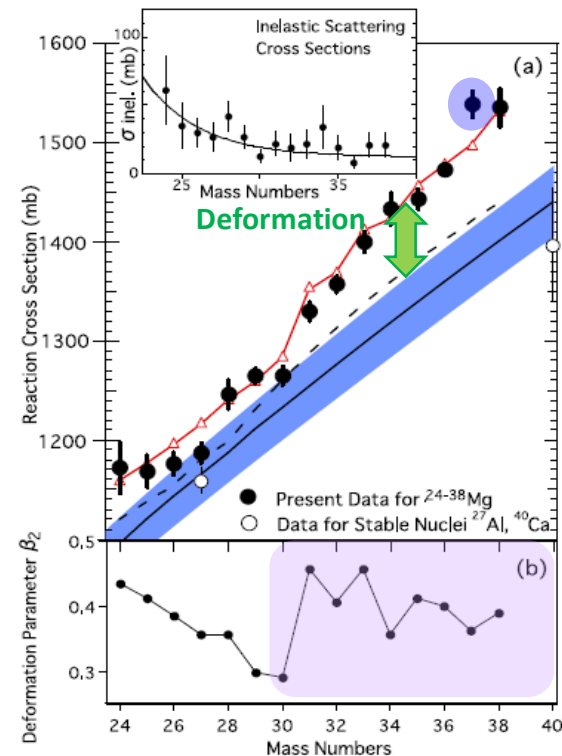 1600
(a)
Inelastic Scattering
Cross Sections
100
0
σ inel. (mb)
25
35
Mass Numbers
Deformation
1500
1400
1300
1200
1100
Reaction Cross Section (mb)
Present Data for ²⁴⁻³⁸Mg
Data for Stable Nuclei ²⁷Al, ⁴⁰Ca
(b)
0.5
0.4
0.3
Deformation Parameter β₂
24 26 28 30 32 34 36 38 40
Mass Numbers